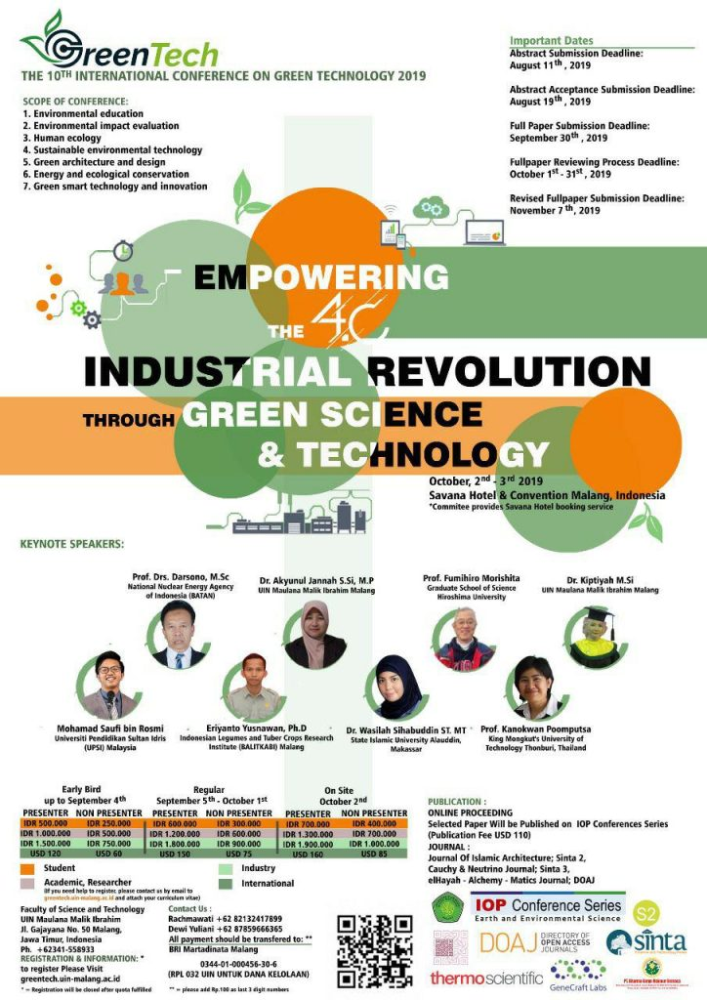 GreenTech
THE 10TH INTERNATIONAL CONFERENCE ON GREEN TECHNOLOGY 2019
SCOPE OF CONFERENCE:
1. Environmental education
2. Environmental impact evaluation
3. Human ecology
4. Sustainable environmental technology
5. Green architecture and design
6. Energy and ecological conservation
7. Green smart technology and innovation
Important Dates
Abstract Submission Deadline:
August 11th , 2019
Abstract Acceptance Submission Deadline:
August 19th , 2019
Full Paper Submission Deadline:
September 30th , 2019
Fullpaper Reviewing Process Deadline:
October 1st - 31st , 2019
Revised Fullpaper Submission Deadline:
November 7th, 2019
EMPOWERING
THE 4.C
INDUSTRIAL REVOLUTION
THROUGH GREEN SCIENCE
& TECHNOLOGY
October, 2nd - 3rd 2019
Savana Hotel & Convention Malang, Indonesia
*Commitee provides Savana Hotel booking service
KEYNOTE SPEAKERS:
Prof. Drs. Darsono, M.Sc
National Nuclear Energy Agency
of Indonesia (BATAN)
Dr. Akyunul Jannah S.Si, M.P
UIN Maulana Malik Ibrahim Malang
Prof. Fumihiro Morishita
Graduate School of Science
Hiroshima University
Dr. Kiptiyah M.Si
UIN Maulana Malik Ibrahim Malang
Mohamad Saufi bin Rosmi
Universiti Pendidikan Sultan Idris
(UPSI) Malaysia
Eriyanto Yusnawan, Ph.D
Indonesian Legumes and Tuber Crops Research
Institute (BALITKABI) Malang
Dr. Wasilah Sihabuddin ST. MT
State Islamic University Alauddin,
Makassar
Prof. Kanokwan Poomputsa
King Mongkut's University of
Technology Thonburi, Thailand
Early Bird
up to September 4th
Regular
September 5th - October 1st
On Site
October 2nd
PRESENTER NON PRESENTER PRESENTER NON PRESENTER PRESENTER NON PRESENTER
IDR 500.000 IDR 250.000 IDR 600.000 IDR 300.000 IDR 700.000 IDR 400.000
IDR 1.000.000 IDR 500.000 IDR 1.200.000 IDR 600.000 IDR 1.300.000 IDR 700.000
IDR 1.500.000 IDR 750.000 IDR 1.800.000 IDR 900.000 IDR 1.900.000 IDR 1.000.000
USD 120 USD 60 USD 150 USD 75 USD 160 USD 85
Student
Industry
Academic, Researcher
International
(If you need help to register, please contact us by email to
greentech.uin-malang.ac.id and attach your curriculum vitae)
Faculty of Science and Technology
UIN Maulana Malik Ibrahim
Jl. Gajayana No. 50 Malang,
Jawa Timur, Indonesia
Ph. +62341-558933
REGISTRATION & INFORMATION: *
to register Please Visit
greentech.uin-malang.ac.id
* = Registration will be closed after quota fulfilled
Contact Us :
Rachmawati +62 82132417899
Dewi Yuliani +62 87859666365
All payment should be transfered to: **
BRI Martadinata Malang
0344-01-000456-30-6
(RPL 032 UIN UNTUK DANA KELOLAAN)
** = please add Rp.100 as last 3 digit numbers
PUBLICATION :
ONLINE PROCEEDING
Selected Paper Will be Published on IOP Conferences Series
(Publication Fee USD 110)
JOURNAL :
Journal Of Islamic Architecture; Sinta 2,
Cauchy & Neutrino Journal; Sinta 3,
elHayah - Alchemy - Matics Journal; DOAJ
IOP Conference Series
Earth and Environmental Science
S2
DOAJ DIRECTORY OF
OPEN ACCESS
JOURNALS
sinta
thermo scientific
GeneCraft Labs